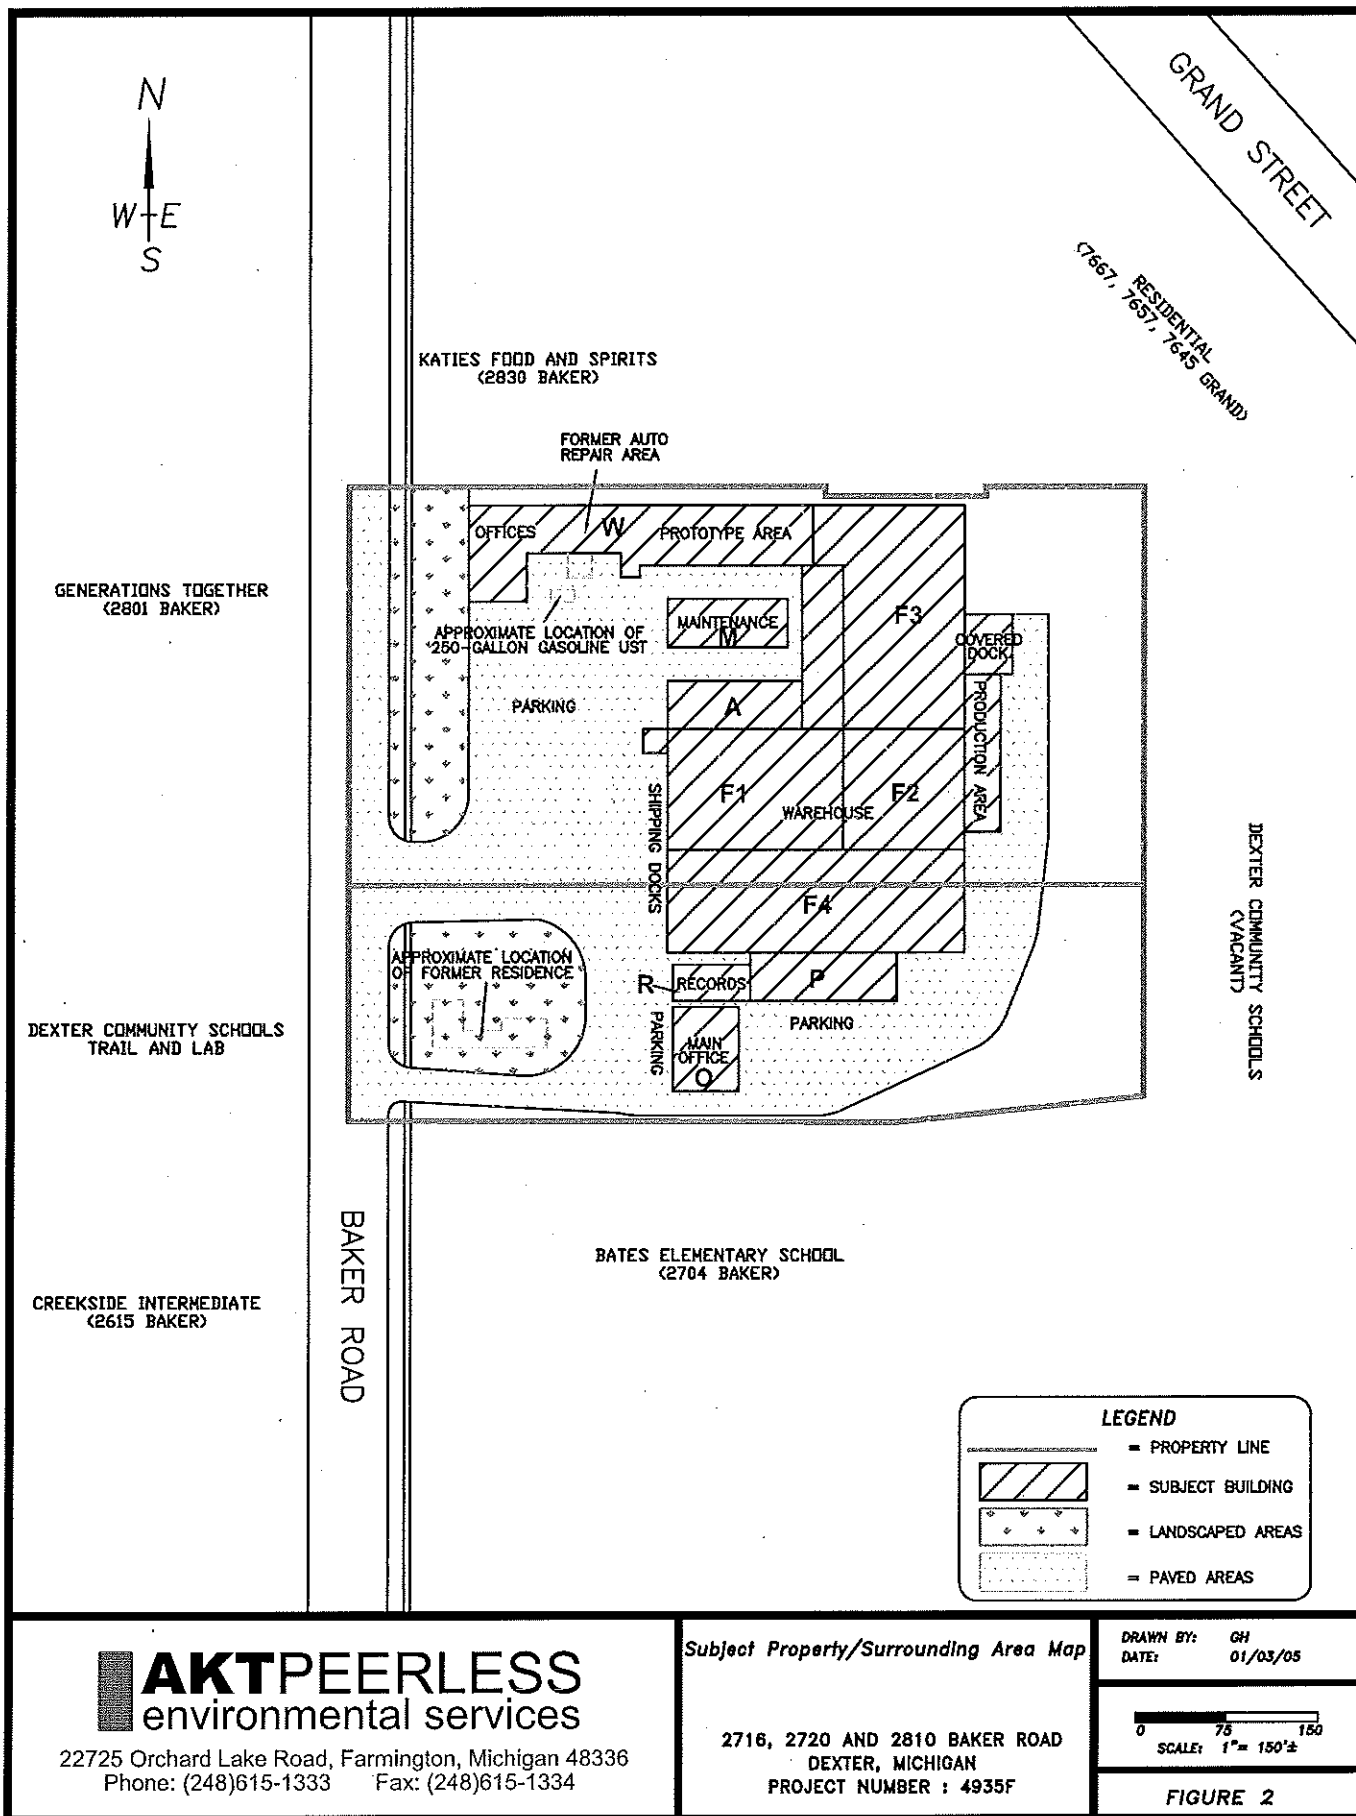 N
W E
S
GRAND STREET
RESIDENTIAL
(7667, 7657, 7645 GRAND)
KATIES FOOD AND SPIRITS
(2830 BAKER)
FORMER AUTO
REPAIR AREA
OFFICES
W
PROTOTYPE AREA
GENERATIONS TOGETHER
(2801 BAKER)
APPROXIMATE LOCATION OF
250-GALLON GASOLINE UST
MAINTENANCE
M
F3
COVERED
DOCK
PARKING
A
PRODUCTION AREA
F1
F2
WAREHOUSE
SHIPPING DOCKS
F4
DEXTER COMMUNITY SCHOOLS
(VACANT)
APPROXIMATE LOCATION
OF FORMER RESIDENCE
R
RECORDS
P
DEXTER COMMUNITY SCHOOLS
TRAIL AND LAB
PARKING
PARKING
MAIN
OFFICE
O
BAKER ROAD
BATES ELEMENTARY SCHOOL
(2704 BAKER)
CREEKSIDE INTERMEDIATE
(2615 BAKER)
LEGEND
= PROPERTY LINE
= SUBJECT BUILDING
= LANDSCAPED AREAS
= PAVED AREAS
AKTPEERLESS
environmental services
22725 Orchard Lake Road, Farmington, Michigan 48336
Phone: (248)615-1333 Fax: (248)615-1334
Subject Property/Surrounding Area Map
2716, 2720 AND 2810 BAKER ROAD
DEXTER, MICHIGAN
PROJECT NUMBER : 4935F
DRAWN BY: GH
DATE: 01/03/05
0 75 150
SCALE: 1"= 150'±
FIGURE 2